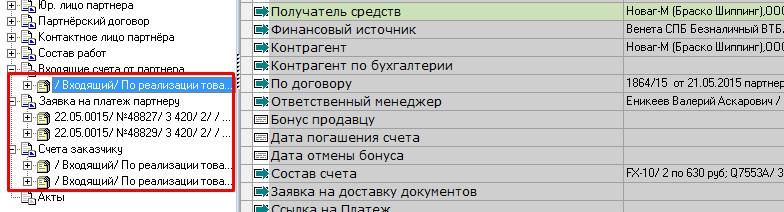 Юр. лицо партнера
Партнёрский договор
Контактное лицо партнёра
Состав работ
Входящие счета от партнера
/ Входящий/ По реализации това...
Заявка на платеж партнеру
22.05.0015/ №48827/ 3 420/ 2/ / ...
22.05.0015/ №48829/ 3 420/ 2/ / ...
Счета заказчику
/ Входящий/ По реализации това...
/ Входящий/ По реализации това...
Акты
Получатель средств
Новаг-М (Браско Шиппинг),ООО
Финансовый источник
Венета СПБ Безналичный ВТБ,
Контрагент
Новаг-М (Браско Шиппинг),ООО
Контрагент по бухгалтерии
По договору
1864/15 от 21.05.2015 партнер
Ответственный менеджер
Еникеев Валерий Аскарович /
Бонус продавцу
Дата погашения счета
Дата отмены бонуса
Состав счета
FX-10/ 2 по 630 руб; Q7553A/ 3
Заявка на доставку документов
Ссылка на Платеж